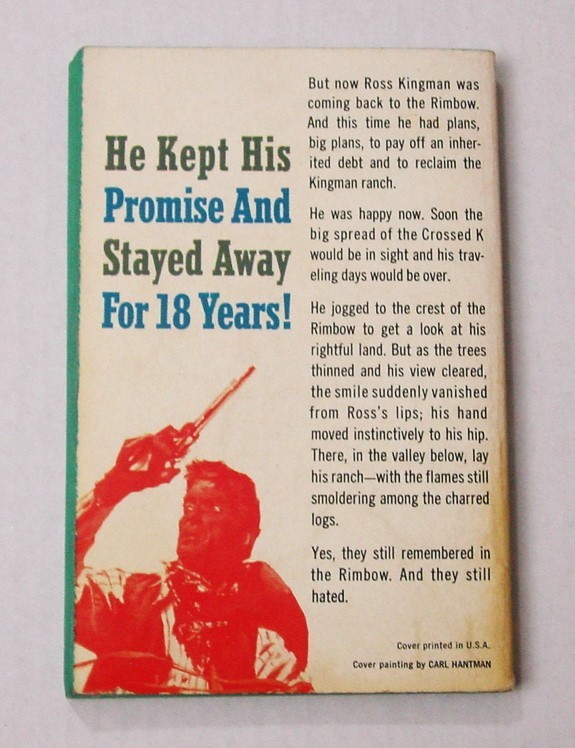 He Kept His
Promise And
Stayed Away
For 18 Years!
But now Ross Kingman was
coming back to the Rimbow.
And this time he had plans,
big plans, to pay off an inher-
ited debt and to reclaim the
Kingman ranch.
He was happy now. Soon the
big spread of the Crossed K
would be in sight and his trav-
eling days would be over.
He jogged to the crest of the
Rimbow to get a look at his
rightful land. But as the trees
thinned and his view cleared,
the smile suddenly vanished
from Ross's lips; his hand
moved instinctively to his hip.
There, in the valley below, lay
his ranch—with the flames still
smoldering among the charred
logs.
Yes, they still remembered in
the Rimbow. And they still
hated.
Cover printed in U.S.A.
Cover painting by CARL HANTMAN